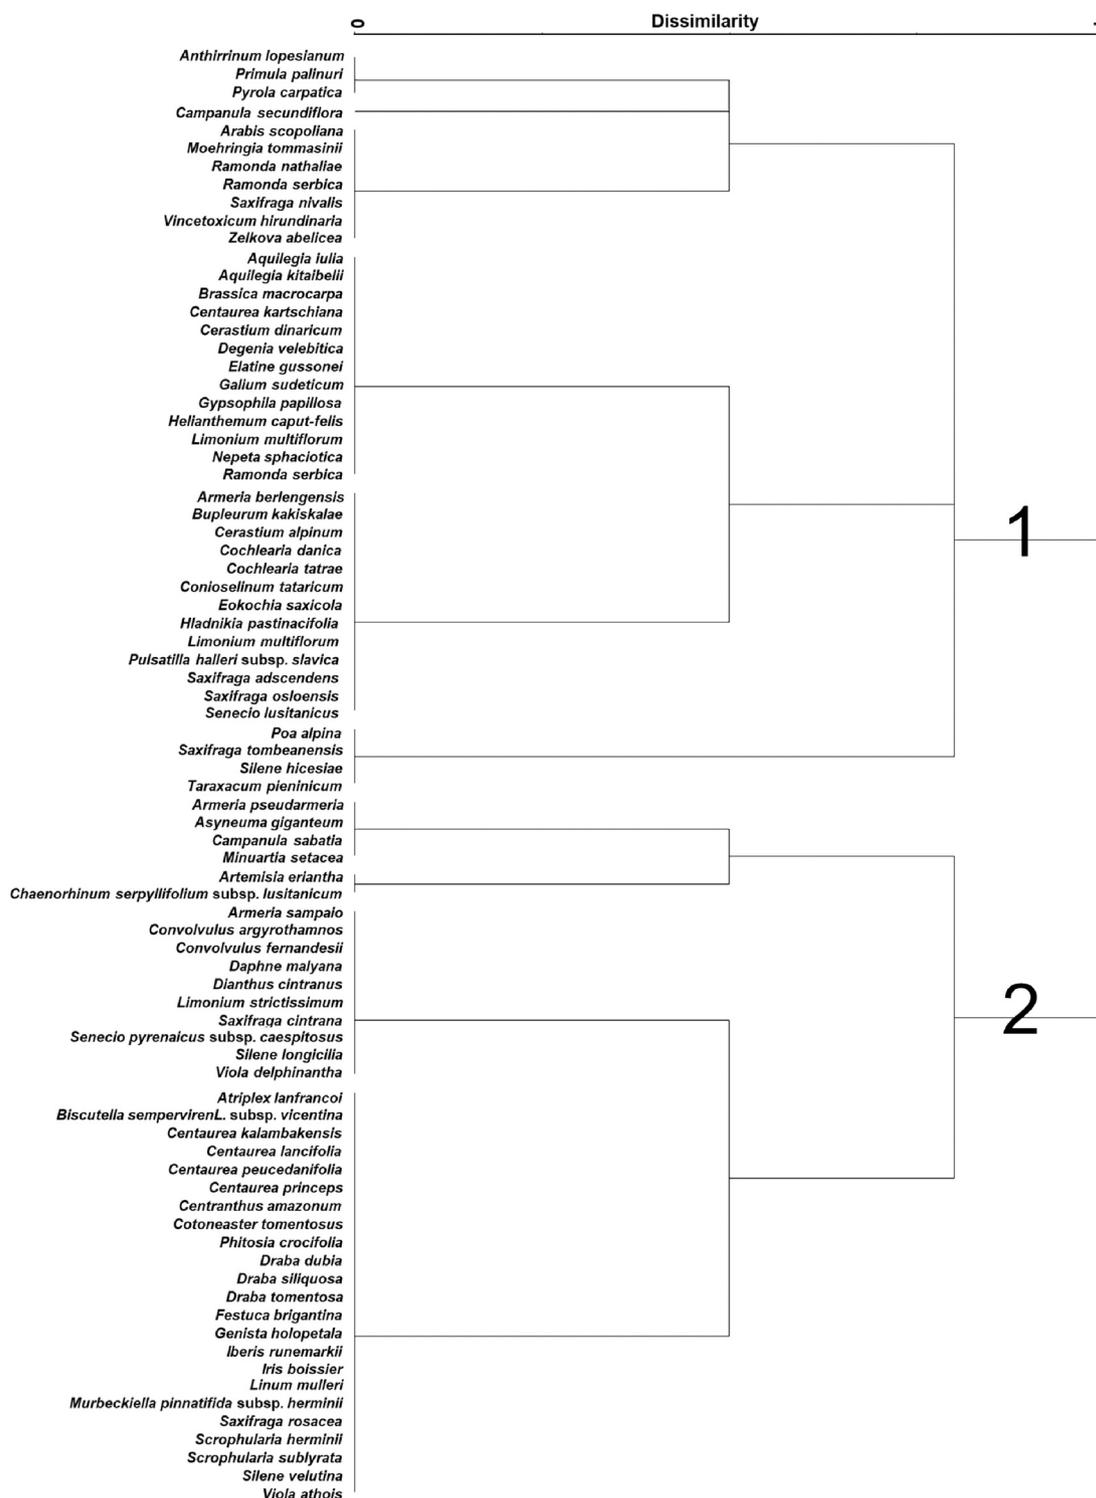 Dissimilarity
0
Anthirrinum lopesianum
Primula palinuri
Pyrola carpatica
Campanula secundiflora
Arabis scopoliana
Moehringia tommasinii
Ramonda nathaliae
Ramonda serbica
Saxifraga nivalis
Vincetoxicum hirundinaria
Zelkova abelicea
Aquilegia iulia
Aquilegia kitaibelii
Brassica macrocarpa
Centaurea kartschiana
Cerastium dinaricum
Degenia velebitica
Elatine gussonei
Galium sudeticum
Gypsophila papillosa
Helianthemum caput-felis
Limonium multiflorum
Nepeta sphaciotica
Ramonda serbica
Armeria berlengensis
Bupleurum kakiskalae
Cerastium alpinum
1
Cochlearia danica
Cochlearia tatrae
Conioselinum tataricum
Eokochia saxicola
Hladnikia pastinacifolia
Limonium multiflorum
Pulsatilla halleri subsp. slavica
Saxifraga adscendens
Saxifraga osloensis
Senecio lusitanicus
Poa alpina
Saxifraga tombeanensis
Silene hicesiae
Taraxacum pieninicum
Armeria pseudarmeria
Asyneuma giganteum
Campanula sabatia
Minuartia setacea
Artemisia eriantha
Chaenorhinum serpyllifolium subsp. lusitanicum
Armeria sampaio
Convolvulus argyrothamnos
Convolvulus fernandesii
Daphne malyana
Dianthus cintranus
Limonium strictissimum
2
Saxifraga cintrana
Senecio pyrenaicus subsp. caespitosus
Silene longicilia
Viola delphinantha
Atriplex lanfrancoi
Biscutella sempervirenL. subsp. vicentina
Centaurea kalambakensis
Centaurea lancifolia
Centaurea peucedanifolia
Centaurea princeps
Centranthus amazonum
Cotoneaster tomentosus
Phitosia crocifolia
Draba dubia
Draba siliquosa
Draba tomentosa
Festuca brigantina
Genista holopetala
Iberis runemarkii
Iris boissier
Linum mulleri
Murbeckiella pinnatifida subsp. herminii
Saxifraga rosacea
Scrophularia herminii
Scrophularia sublyrata
Silene velutina
Viola athois